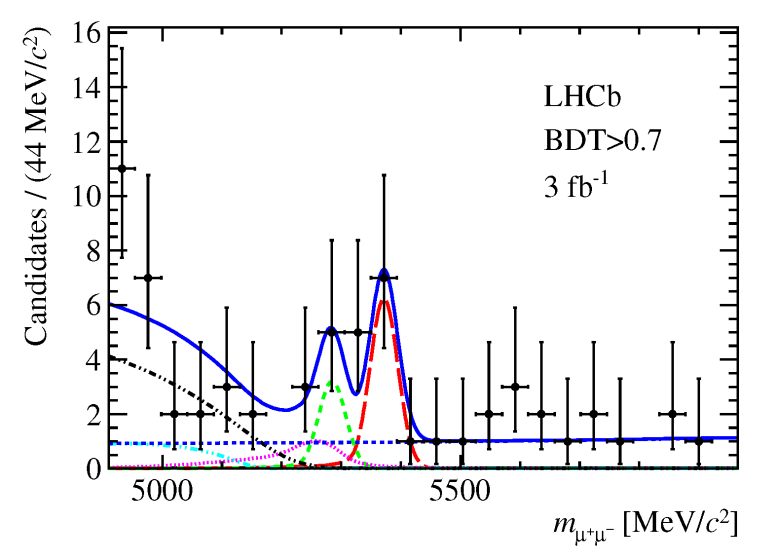 Candidates / (44 MeV/c²)
16
14
12
10
8
6
4
2
0
LHCb
BDT>0.7
3 fb⁻¹
5000 5500
m_μ⁺μ⁻ [MeV/c²]